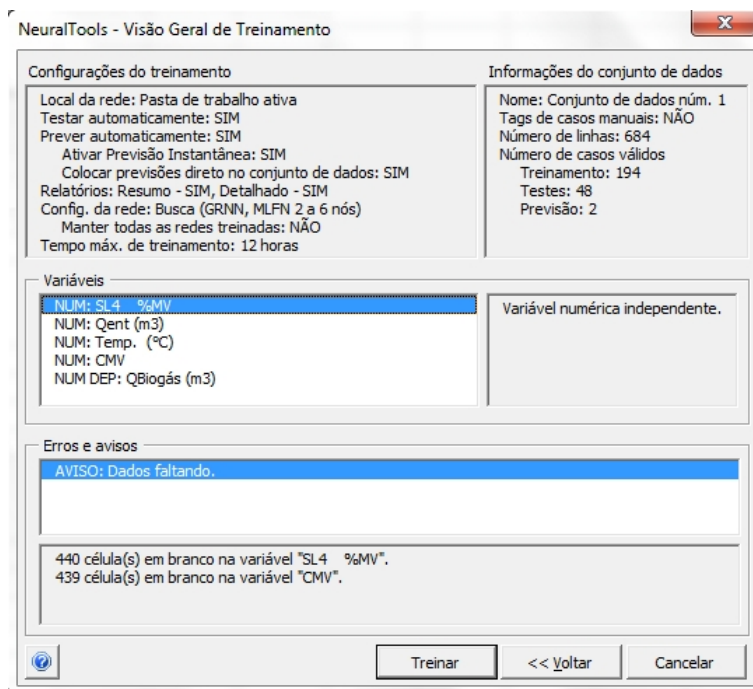 NeuralTools - Visão Geral de Treinamento
Configurações do treinamento
Local da rede: Pasta de trabalho ativa
Testar automaticamente: SIM
Prever automaticamente: SIM
Ativar Previsão Instantânea: SIM
Colocar previsões direto no conjunto de dados: SIM
Relatórios: Resumo - SIM, Detalhado - SIM
Config. da rede: Busca (GRNN, MLFN 2 a 6 nós)
Manter todas as redes treinadas: NÃO
Tempo máx. de treinamento: 12 horas
Informações do conjunto de dados
Nome: Conjunto de dados núm. 1
Tags de casos manuais: NÃO
Número de linhas: 684
Número de casos válidos
Treinamento: 194
Testes: 48
Previsão: 2
Variáveis
NUM: SL4 %MV
NUM: Qent (m3)
NUM: Temp. (ºC)
NUM: CMV
NUM DEP: QBiogás (m3)
Variável numérica independente.
Erros e avisos
AVISO: Dados faltando.
440 célula(s) em branco na variável "SL4 %MV".
439 célula(s) em branco na variável "CMV".
Treinar
<< Voltar
Cancelar